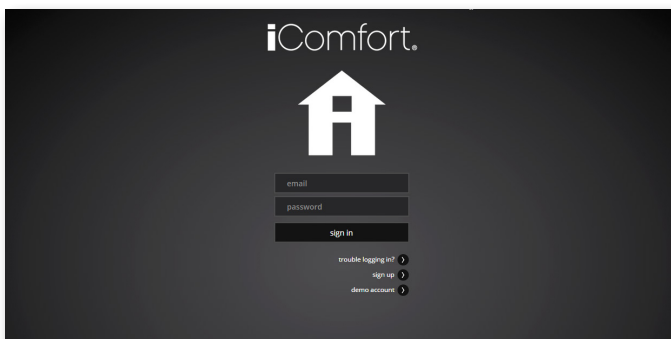 iComfort.
email
password
sign in
trouble logging in?
sign up
demo account